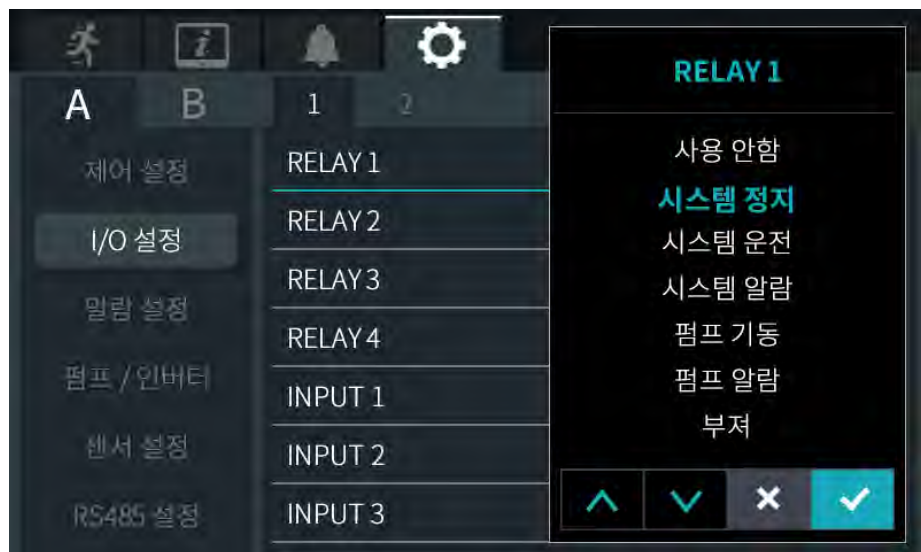 A
B
1
2
제어 설정
I/O 설정
알람 설정
펌프 / 인버터
센서 설정
RS485 설정
RELAY 1
RELAY 2
RELAY 3
RELAY 4
INPUT 1
INPUT 2
INPUT 3
RELAY 1
사용 안함
시스템 정지
시스템 운전
시스템 알람
펌프 기동
펌프 알람
부져